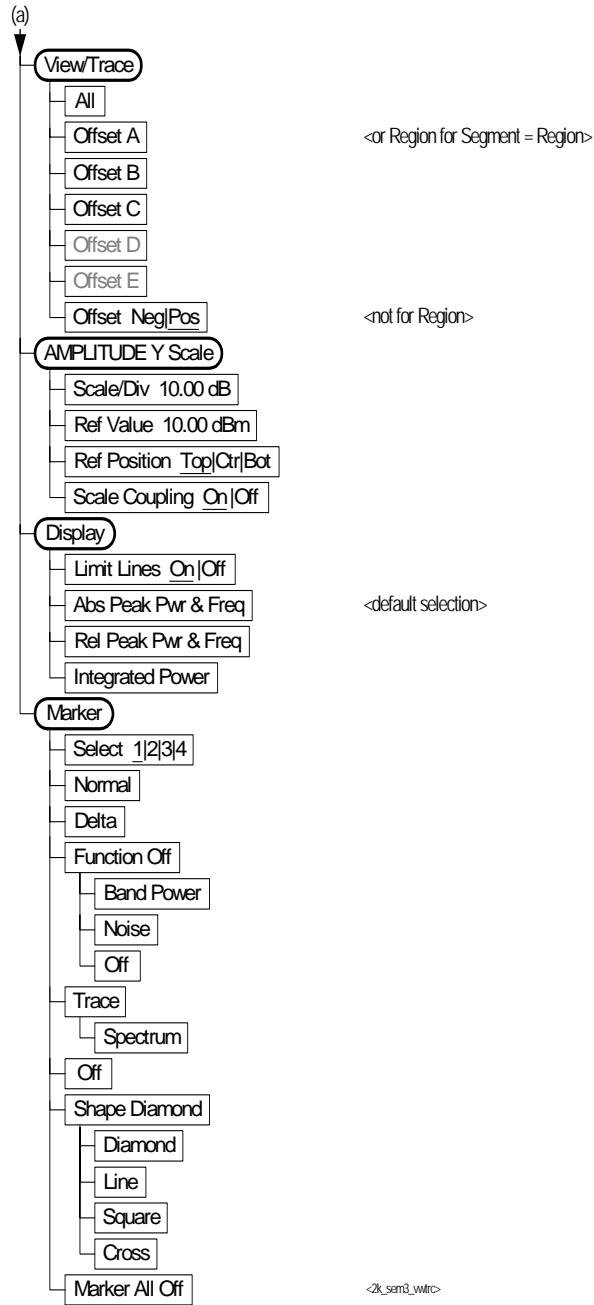 (a)
View/Trace
All
Offset A <or Region for Segment = Region>
Offset B
Offset C
Offset D
Offset E
Offset Neg|Pos <not for Region>
AMPLITUDE Y Scale
Scale/Div 10.00 dB
Ref Value 10.00 dBm
Ref Position Top|Ctr|Bot
Scale Coupling On|Off
Display
Limit Lines On|Off
Abs Peak Pwr & Freq <default selection>
Rel Peak Pwr & Freq
Integrated Power
Marker
Select 1|2|3|4
Normal
Delta
Function Off
Band Power
Noise
Off
Trace
Spectrum
Off
Shape Diamond
Diamond
Line
Square
Cross
Marker All Off <2k_sem3_vwtrc>